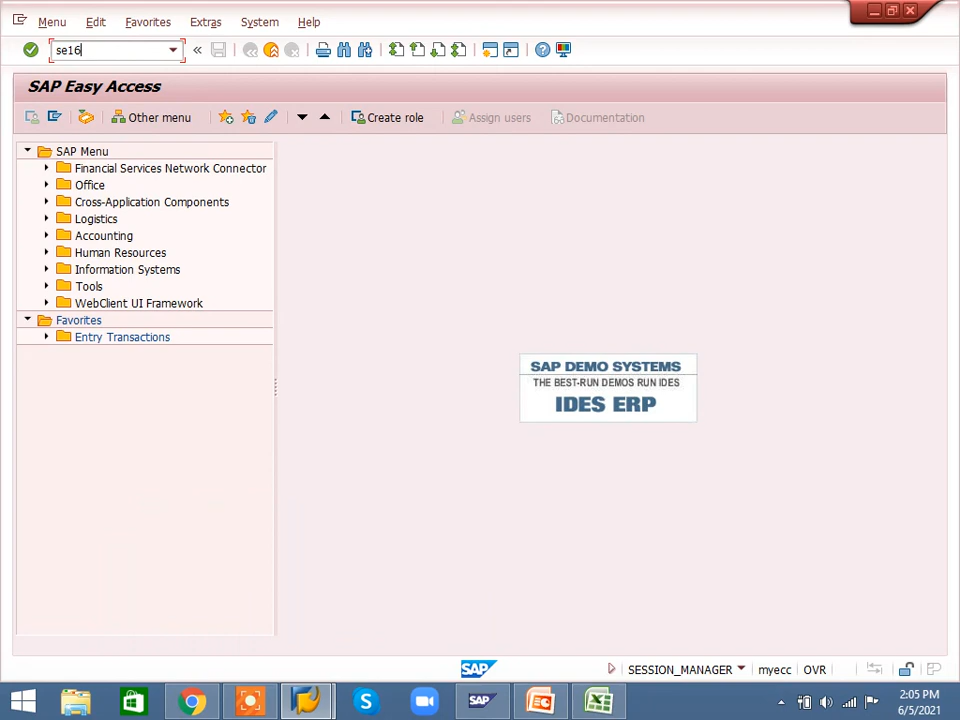 Menu Edit Favorites Extras System Help
se16
SAP Easy Access
Other menu Create role Assign users Documentation
SAP Menu
Financial Services Network Connector
Office
Cross-Application Components
Logistics
Accounting
Human Resources
Information Systems
Tools
WebClient UI Framework
Favorites
Entry Transactions
SAP DEMO SYSTEMS
THE BEST-RUN DEMOS RUN IDES
IDES ERP
SAP SESSION_MANAGER myecc OVR
SAP
2:05 PM
6/5/2021